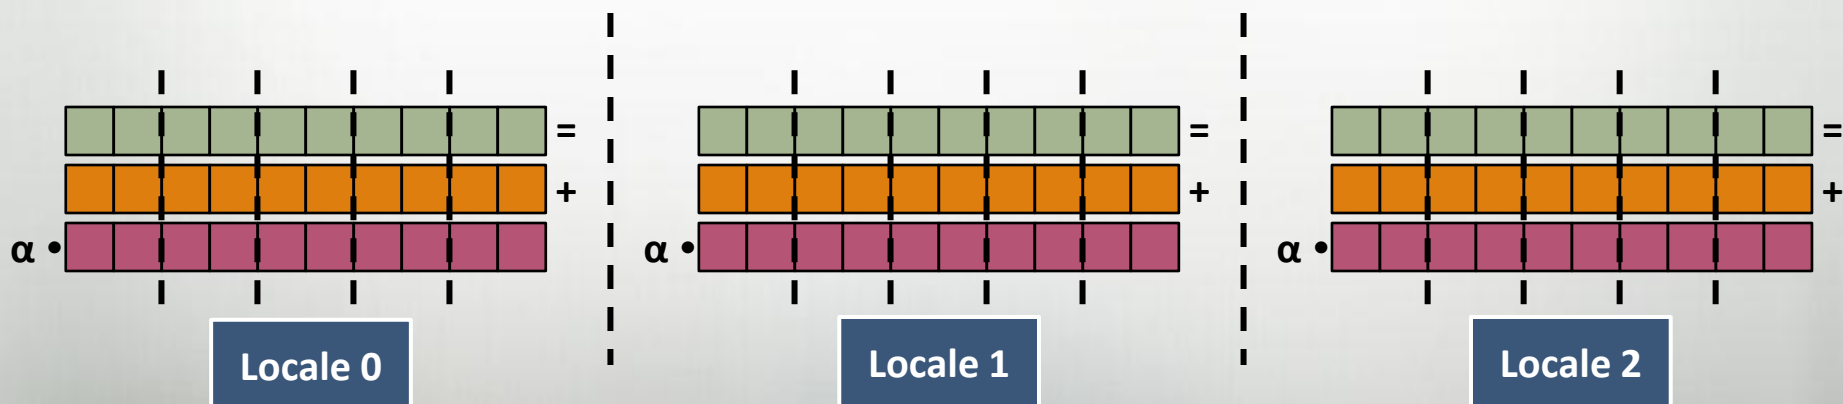 = = =
+ + +
α • α • α •
Locale 0 Locale 1 Locale 2